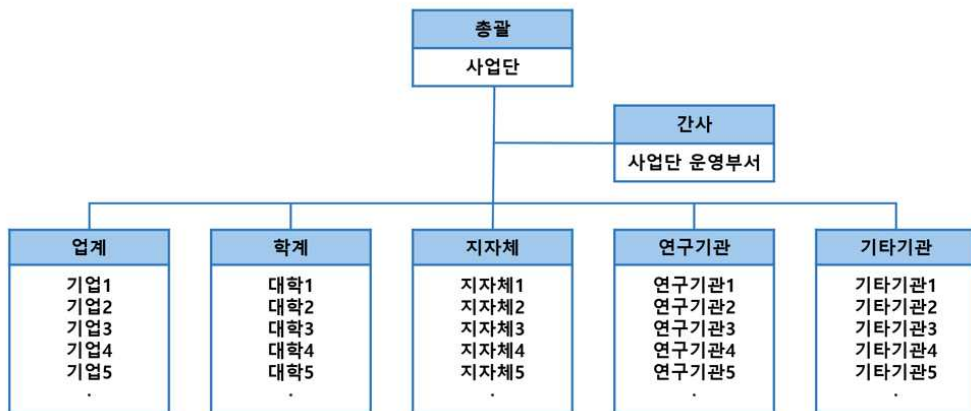 총괄
사업단
간사
사업단 운영부서
업계
기업1
기업2
기업3
기업4
기업5
.
학계
대학1
대학2
대학3
대학4
대학5
.
지자체
지자체1
지자체2
지자체3
지자체4
지자체5
.
연구기관
연구기관1
연구기관2
연구기관3
연구기관4
연구기관5
.
기타기관
기타기관1
기타기관2
기타기관3
기타기관4
기타기관5
.